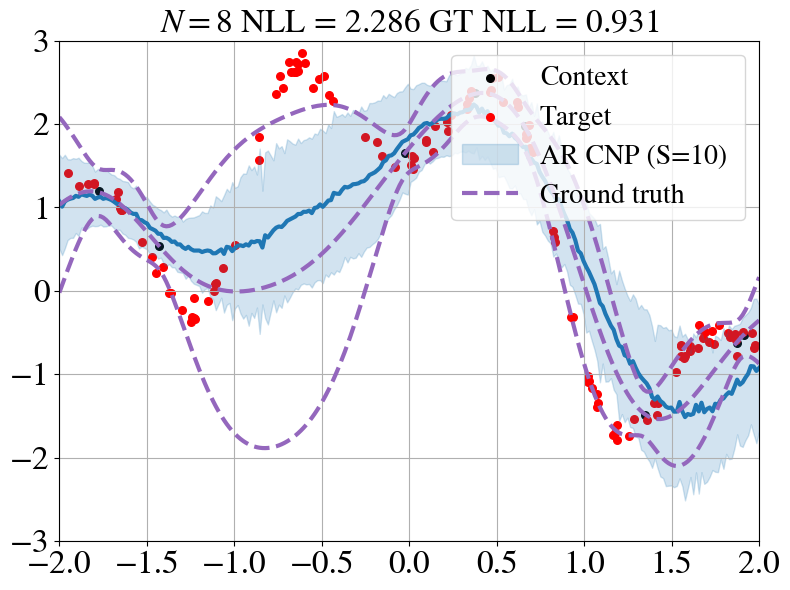 N = 8 NLL = 2.286 GT NLL = 0.931
3
2
1
0
−1
−2
−3
Context
Target
AR CNP (S=10)
Ground truth
−2.0 −1.5 −1.0 −0.5 0.0 0.5 1.0 1.5 2.0